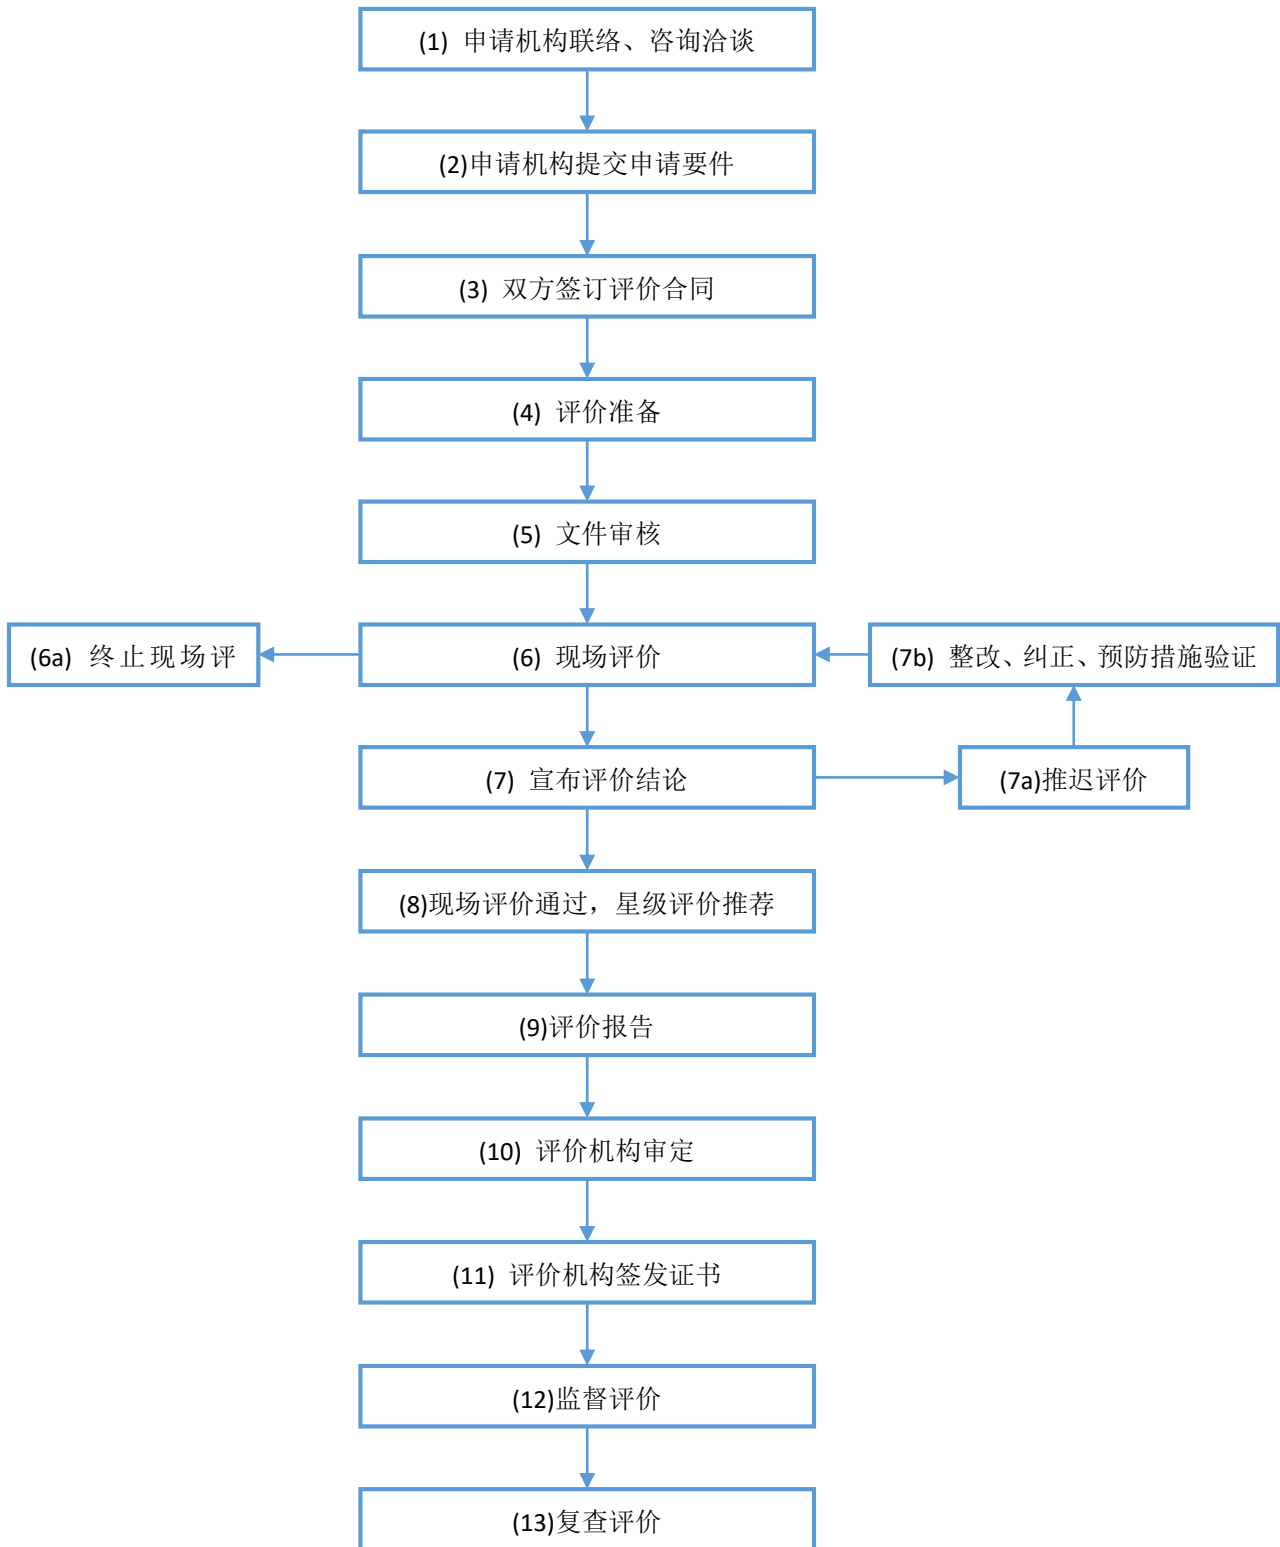 (1) 申请机构联络、咨询洽谈
(2)申请机构提交申请要件
(3) 双方签订评价合同
(4) 评价准备
(5) 文件审核
(6a) 终止现场评
(6) 现场评价
(7b) 整改、纠正、预防措施验证
(7) 宣布评价结论
(7a)推迟评价
(8)现场评价通过，星级评价推荐
(9)评价报告
(10) 评价机构审定
(11) 评价机构签发证书
(12)监督评价
(13)复查评价